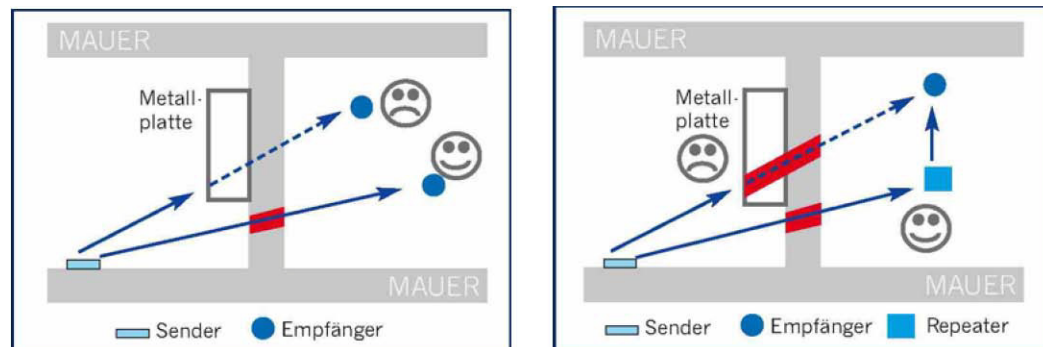 MAUER
Metall-
platte
MAUER
Sender
Empfänger
MAUER
Metall-
platte
MAUER
Sender
Empfänger
Repeater